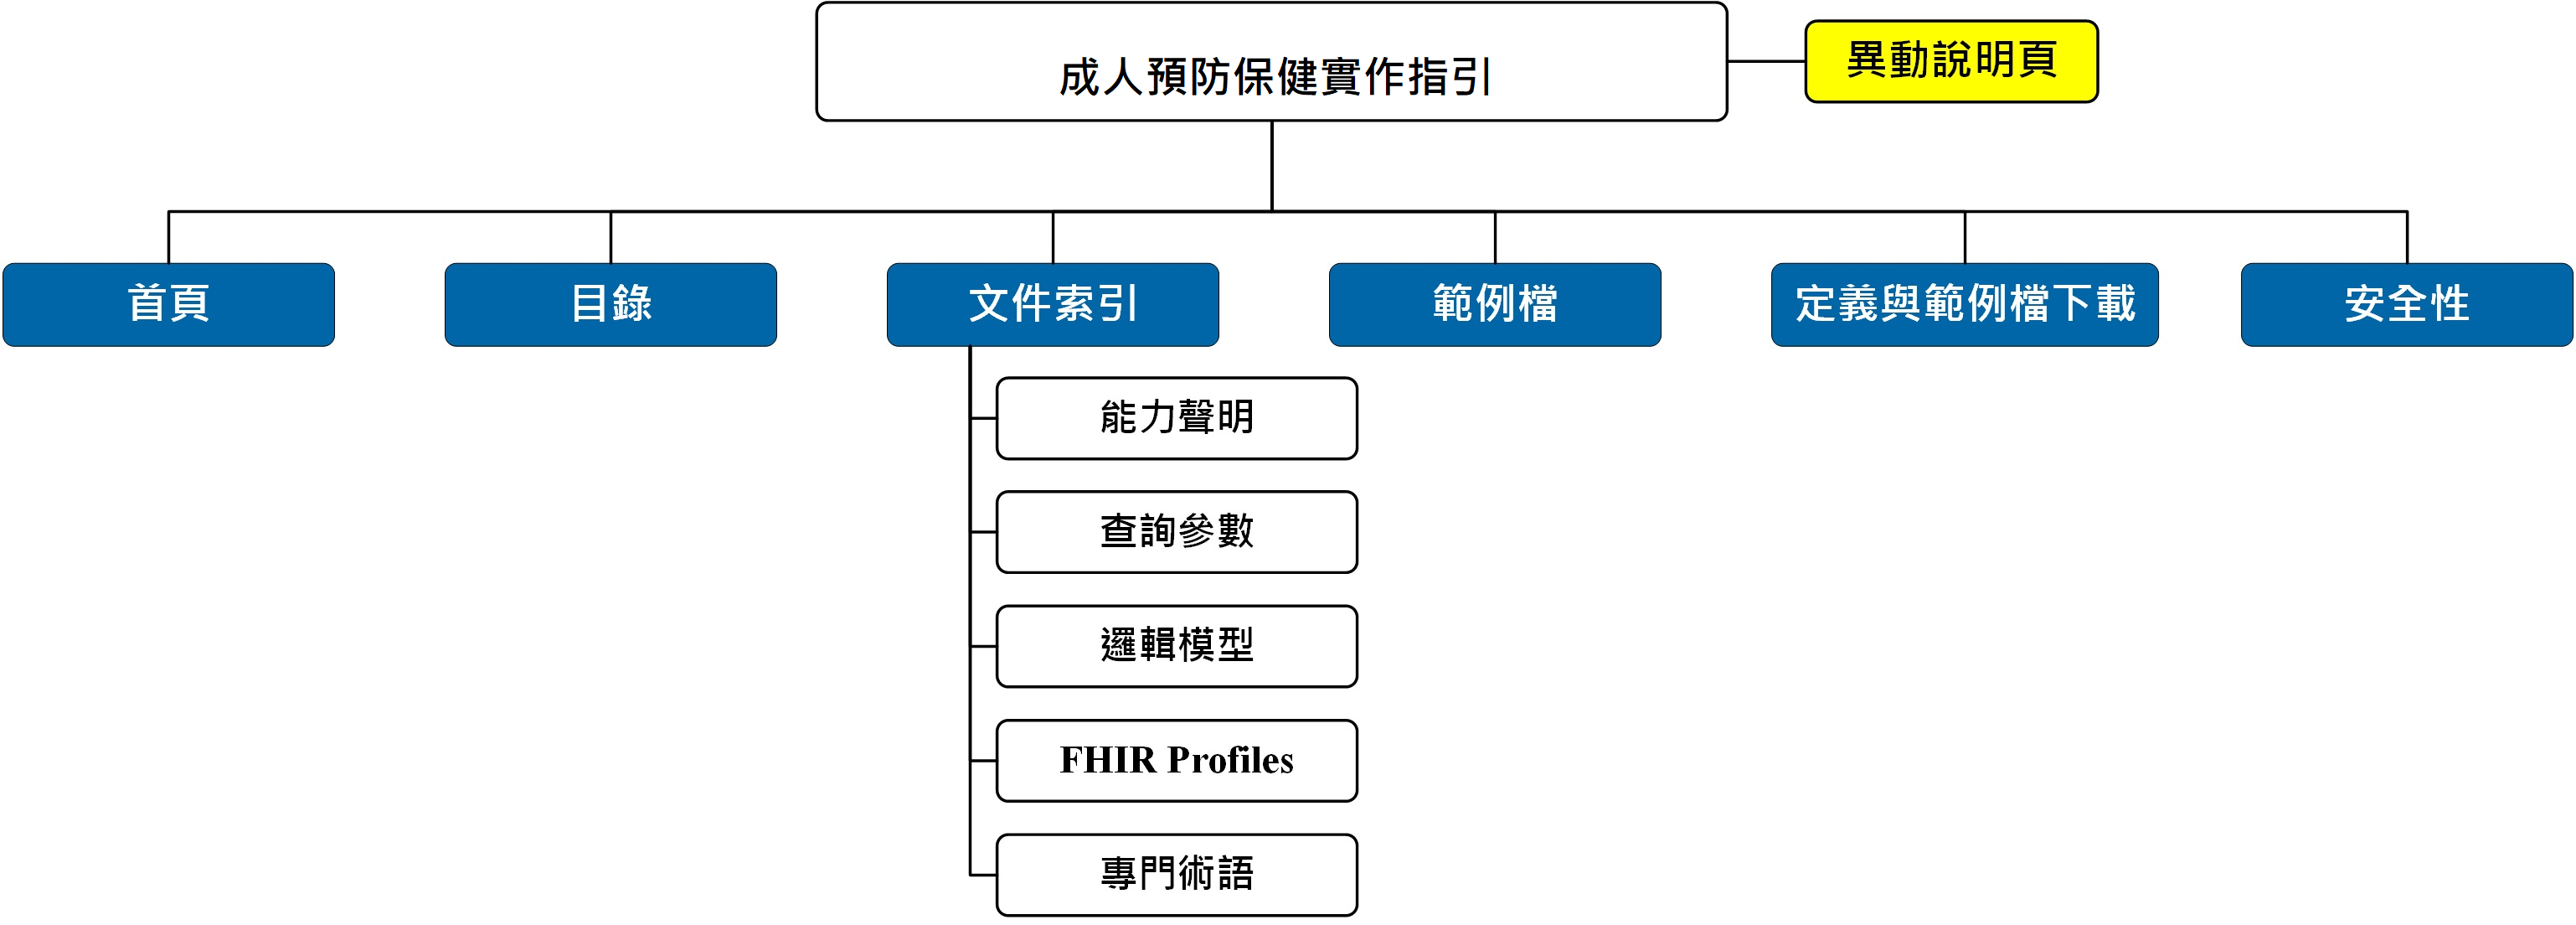 成人預防保健實作指引
異動說明頁
首頁
目錄
文件索引
範例檔
定義與範例檔下載
安全性
能力聲明
查詢參數
邏輯模型
FHIR Profiles
專門術語